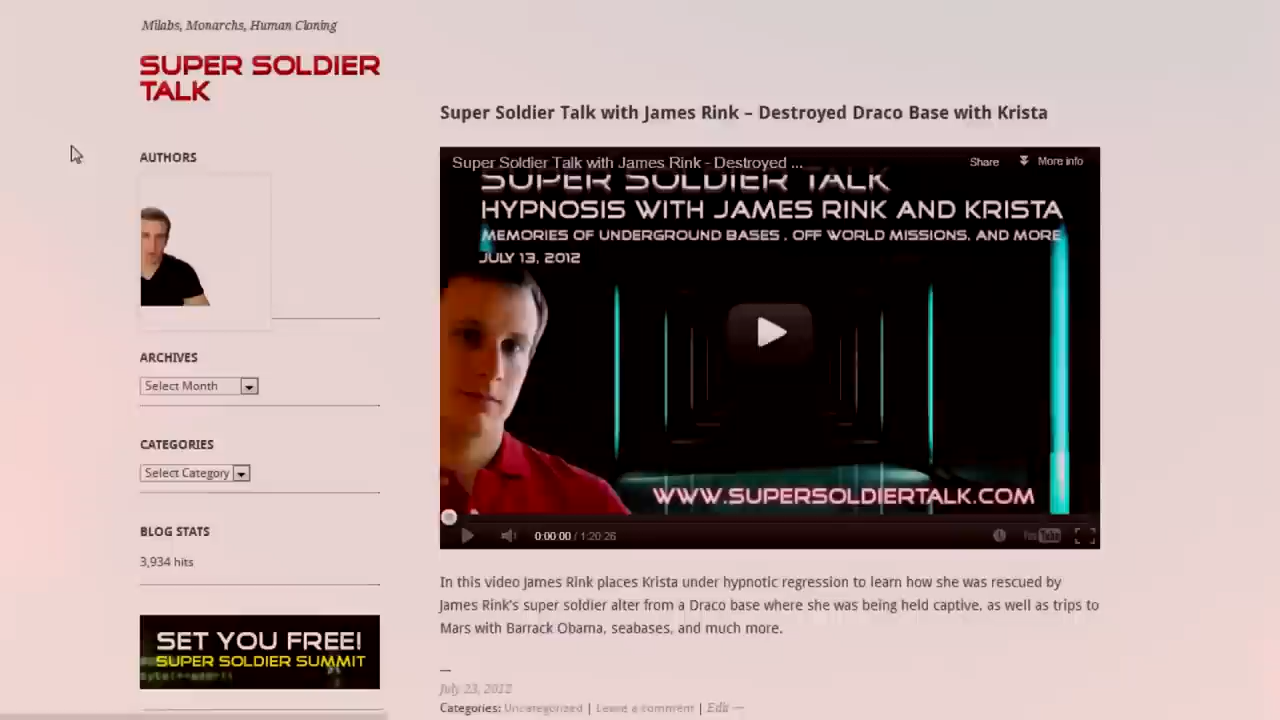 Milabs, Monarchs, Human Cloning
SUPER SOLDIER
TALK
AUTHORS
ARCHIVES
Select Month
CATEGORIES
Select Category
BLOG STATS
3,934 hits
SET YOU FREE!
SUPER SOLDIER SUMMIT
Super Soldier Talk with James Rink – Destroyed Draco Base with Krista
Super Soldier Talk with James Rink - Destroyed ...
Share
More info
SUPER SOLDIER TALK
HYPNOSIS WITH JAMES RINK AND KRISTA
MEMORIES OF UNDERGROUND BASES , OFF WORLD MISSIONS, AND MORE
JULY 13, 2012
WWW.SUPERSOLDIERTALK.COM
0:00:00 / 1:20:26
YouTube
In this video James Rink places Krista under hypnotic regression to learn how she was rescued by
James Rink's super soldier alter from a Draco base where she was being held captive, as well as trips to
Mars with Barrack Obama, seabases, and much more.
—
July 23, 2012
Categories: Uncategorized | Leave a comment | Edit —